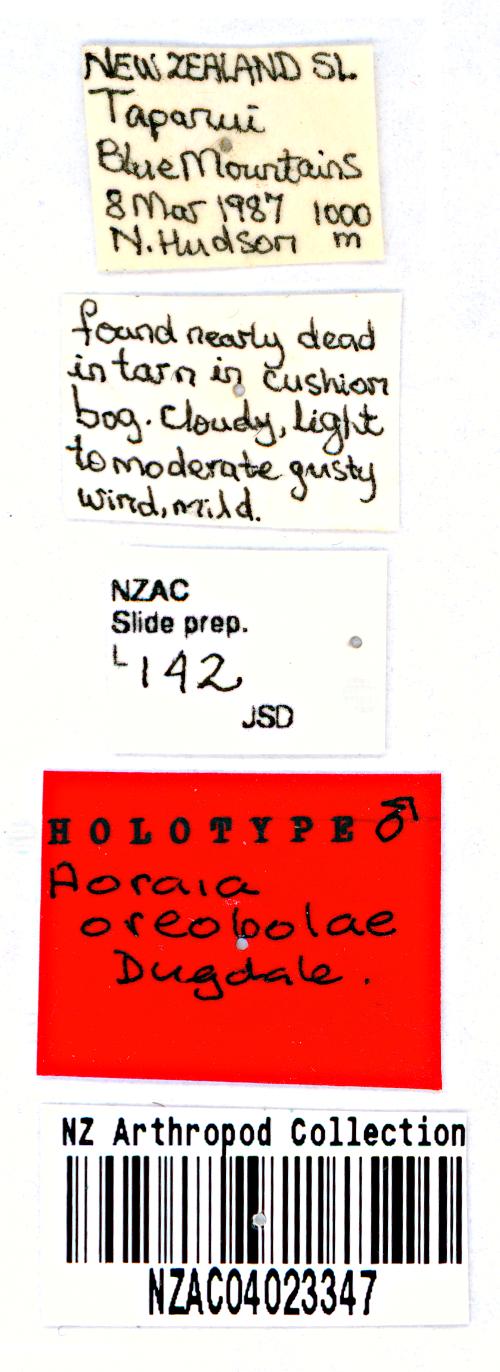 NEW ZEALAND SL
Tapanui
Blue Mountains
8 Mar 1987 1000
N. Hudson m
found nearly dead
in tarn in cushion
bog. Cloudy, light
to moderate gusty
wind, mild.
NZAC
Slide prep.
L142
JSD
HOLOTYPE ♂
Aoraia
oreobolae
Dugdale.
NZ Arthropod Collection
NZAC04023347